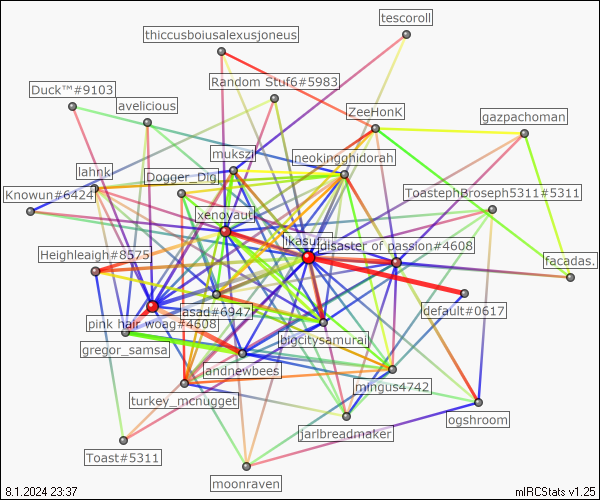 tescoroll
thiccusboiusalexusjoneus
Random Stuf6#5983
Duck™#9103
avelicious
ZeeHonK
gazpachoman
mukszi
neokingghidorah
lahnk
Dogger_Dig
Knowun#6424
ToastephBroseph5311#5311
xenoyauti
disaster of passion#4608
Heighleaigh#8575
facadas.
asad#6947
default#0617
pink hair woag#4608
bigcitysamurai
gregor_samsa
andnewbees
mingus4742
turkey_mcnugget
ogshroom
jarlbreadmaker
Toast#5311
moonraven
8.1.2024 23:37
mIRCStats v1.25